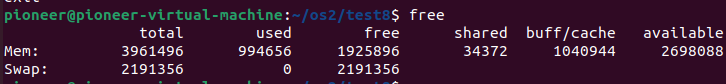 pioneer@pioneer-virtual-machine:~/os2/test8$ free
total used free shared buff/cache available
Mem: 3961496 994656 1925896 34372 1040944 2698088
Swap: 2191356 0 2191356